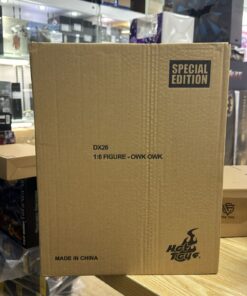 SPECIAL
EDITION
DX26
1:6 FIGURE - OWK OWK
MADE IN CHINA
Hot
Toys